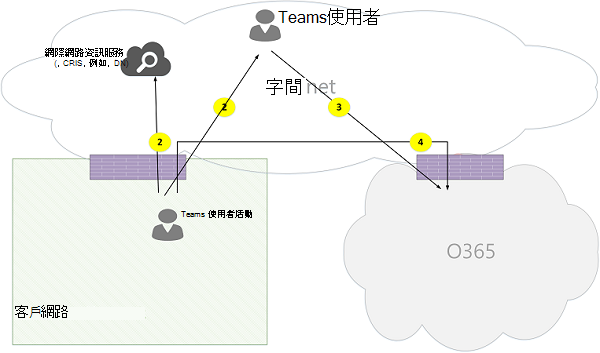 Teams使用者
網際網路資訊服務
(, CRIS, 例如, DN)
字間 net
2
3
2
4
Teams 使用者活動
O365
客戶網路